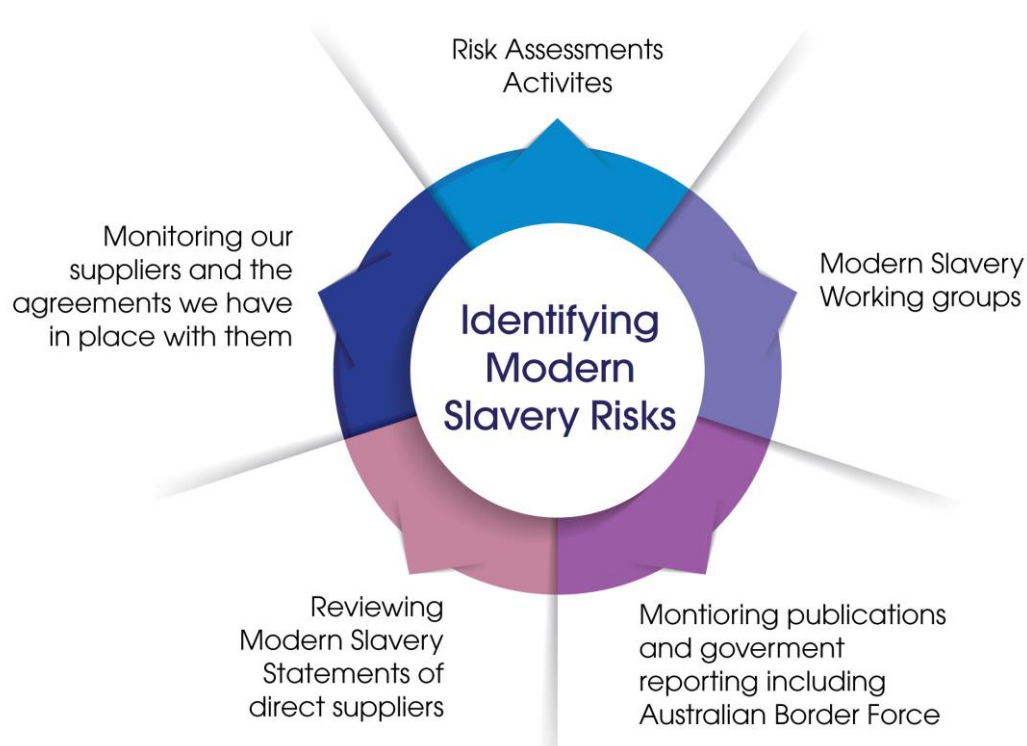 Risk Assessments
Activites
Modern Slavery
Working groups
Montioring publications
and goverment
reporting including
Australian Border Force
Reviewing
Modern Slavery
Statements of
direct suppliers
Monitoring our
suppliers and the
agreements we have
in place with them
Identifying
Modern
Slavery Risks